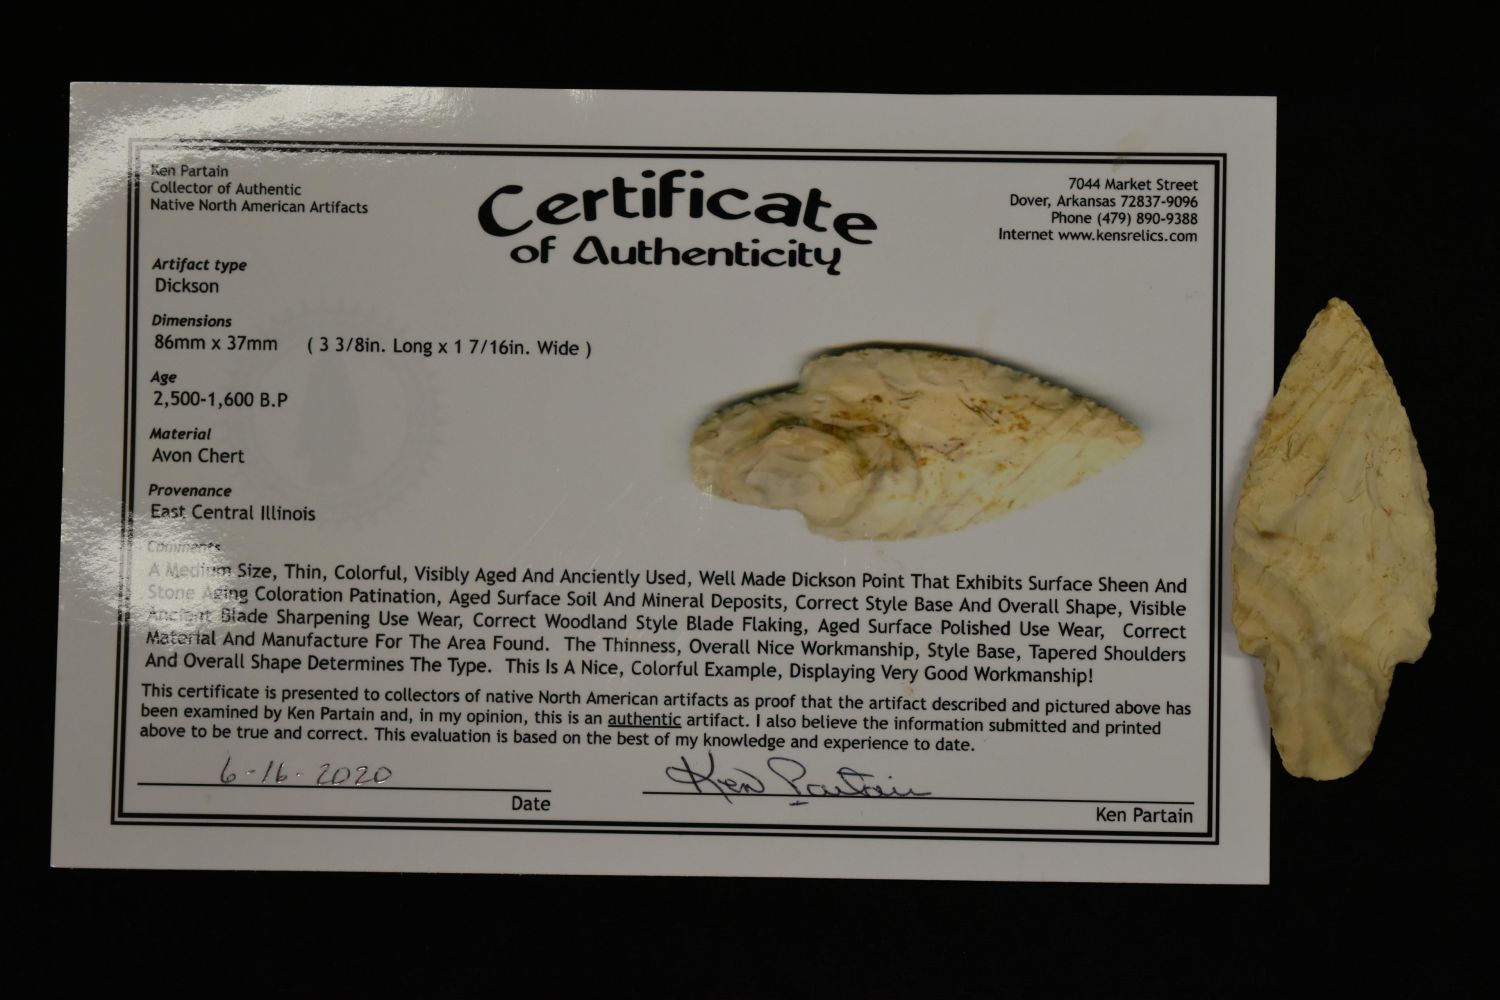 Ken Partain
Collector of Authentic
Native North American Artifacts
Certificate
of Authenticity
7044 Market Street
Dover, Arkansas 72837-9096
Phone (479) 890-9388
Internet www.kensrelics.com
Artifact type
Dickson
Dimensions
86mm x 37mm ( 3 3/8in. Long x 1 7/16in. Wide )
Age
2,500-1,600 B.P
Material
Avon Chert
Provenance
East Central Illinois
Comments
A Medium Size, Thin, Colorful, Visibly Aged And Anciently Used, Well Made Dickson Point That Exhibits Surface Sheen And
Stone Aging Coloration Patination, Aged Surface Soil And Mineral Deposits, Correct Style Base And Overall Shape, Visible
Ancient Blade Sharpening Use Wear, Correct Woodland Style Blade Flaking, Aged Surface Polished Use Wear, Correct
Material And Manufacture For The Area Found. The Thinness, Overall Nice Workmanship, Style Base, Tapered Shoulders
And Overall Shape Determines The Type. This Is A Nice, Colorful Example, Displaying Very Good Workmanship!
This certificate is presented to collectors of native North American artifacts as proof that the artifact described and pictured above has
been examined by Ken Partain and, in my opinion, this is an authentic artifact. I also believe the information submitted and printed
above to be true and correct. This evaluation is based on the best of my knowledge and experience to date.
6-16-2020
Ken Partain
Date
Ken Partain